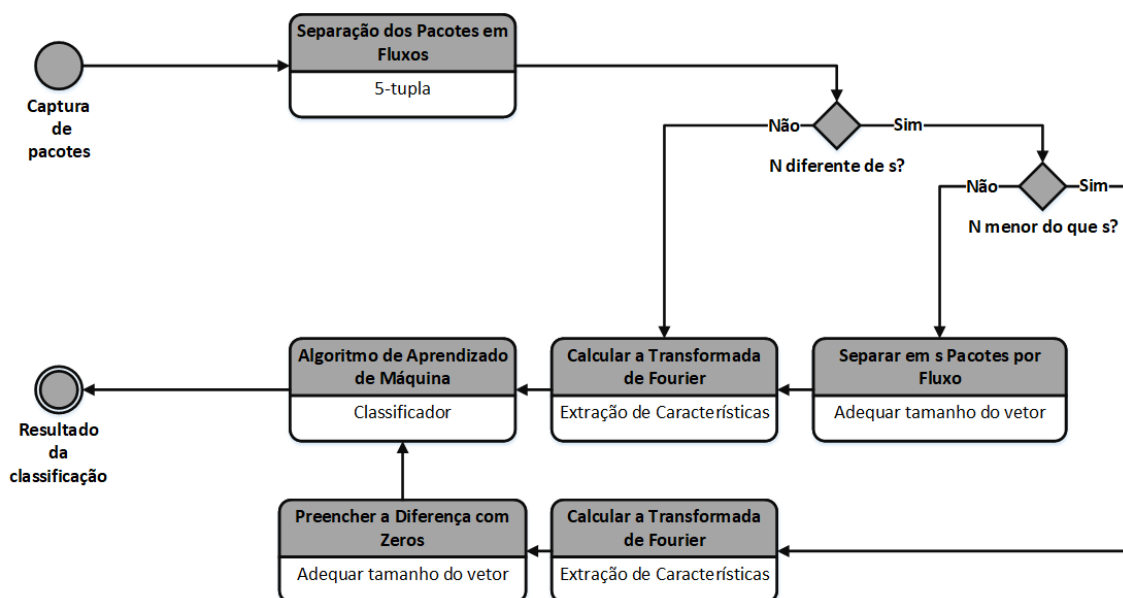 Separação dos Pacotes em
Fluxos
5-tupla
Captura
de
pacotes
Não
Sim
N diferente de s?
Não
Sim
N menor do que s?
Algoritmo de Aprendizado
de Máquina
Classificador
Calcular a Transformada
de Fourier
Extração de Características
Separar em s Pacotes por
Fluxo
Adequar tamanho do vetor
Resultado
da
classificação
Preencher a Diferença com
Zeros
Adequar tamanho do vetor
Calcular a Transformada
de Fourier
Extração de Características